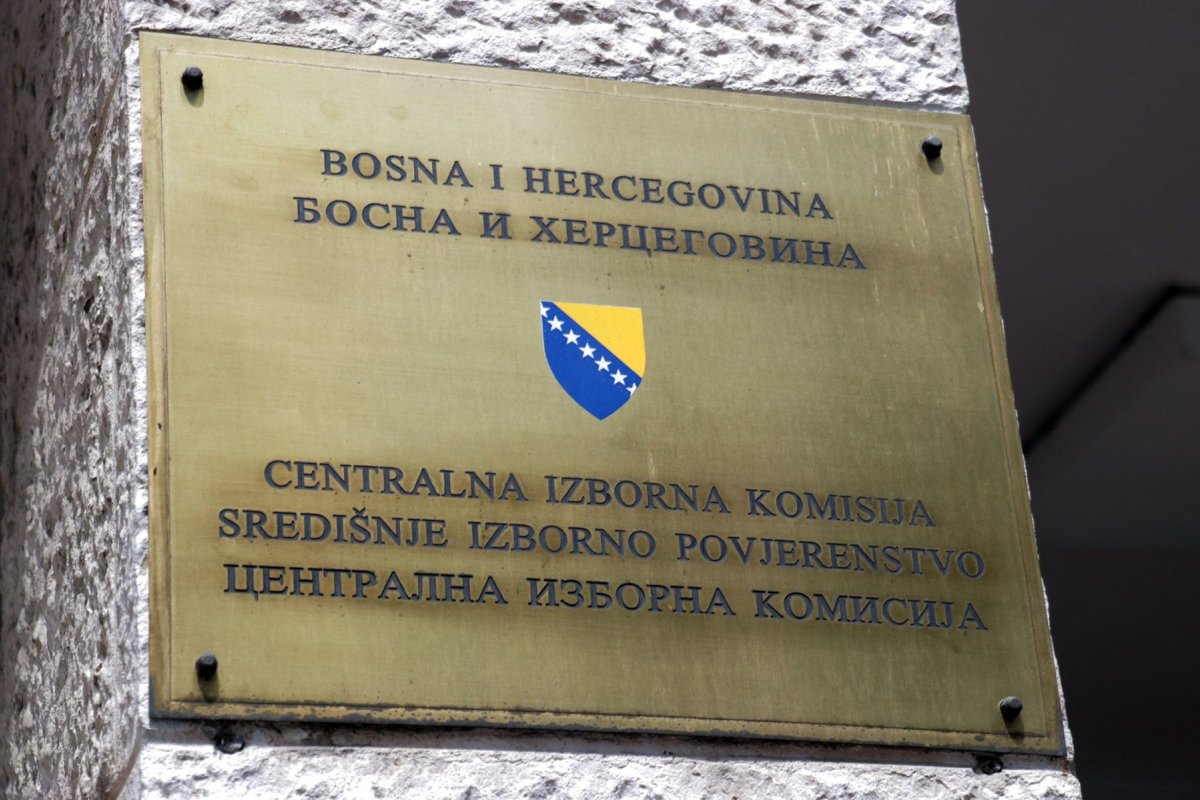 BOSNA I HERCEGOVINA
БОСНА И ХЕРЦЕГОВИНА
CENTRALNA IZBORNA KOMISIJA
SREDIŠNJE IZBORNO POVJERENSTVO
ЦЕНТРАЛНА ИЗБОРНА КОМИСИЈА